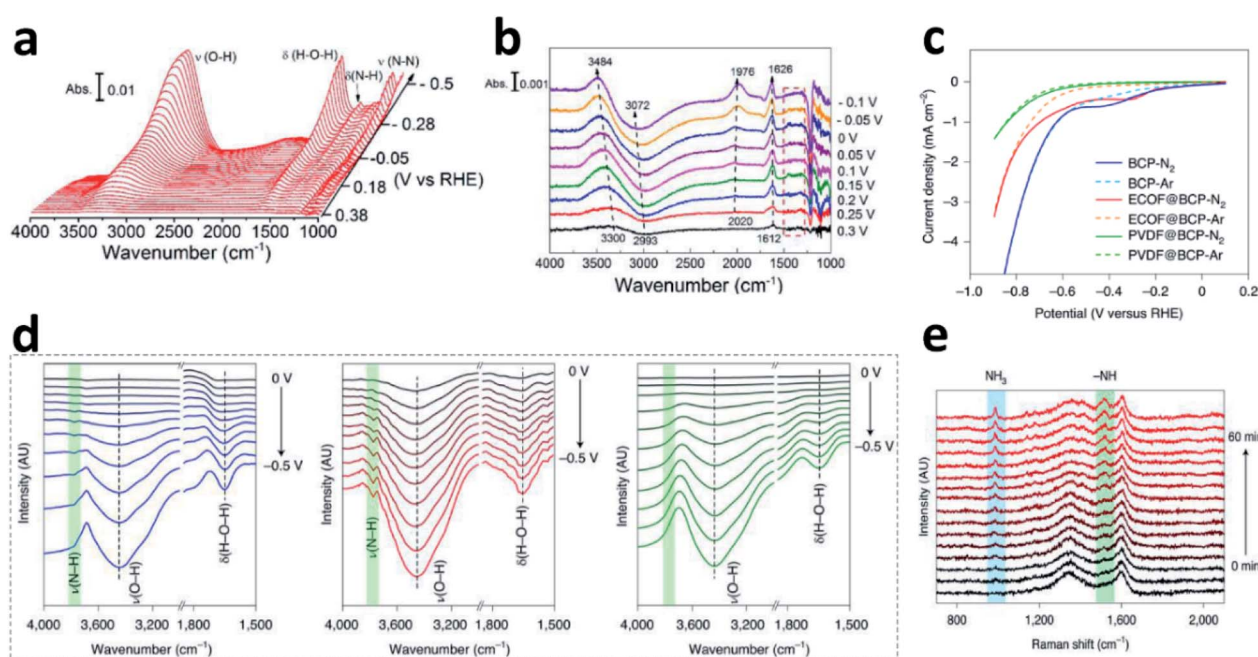 a
ν (O-H)
δ (H-O-H)
δ(N-H)
ν (N-N)
Abs.
0.01
- 0.5
- 0.28
-0.05
0.18
0.38
(V vs RHE)
4000 3500 3000 2500 2000 1500 1000
Wavenumber (cm-1)
b
Abs.
0.001
3484
3072
1976
1626
- 0.1 V
- 0.05 V
0 V
0.05 V
0.1 V
0.15 V
0.2 V
0.25 V
0.3 V
3300
2993
2020
1612
4000 3500 3000 2500 2000 1500 1000
Wavenumber (cm-1)
c
Current density (mA cm–2)
0
–1
–2
–3
–4
BCP-N2
BCP-Ar
ECOF@BCP-N2
ECOF@BCP-Ar
PVDF@BCP-N2
PVDF@BCP-Ar
–1.0 –0.8 –0.6 –0.4 –0.2 0 0.2
Potential (V versus RHE)
d
Intensity (AU)
0 V
–0.5 V
ν(N–H)
ν(O–H)
δ(H–O–H)
4,000 3,600 3,200 1,800 1,500
Wavenumber (cm–1)
Intensity (AU)
0 V
–0.5 V
ν(N–H)
ν(O–H)
δ(H–O–H)
4,000 3,600 3,200 1,800 1,500
Wavenumber (cm–1)
Intensity (AU)
0 V
–0.5 V
ν(O–H)
δ(H–O–H)
4,000 3,600 3,200 1,800 1,500
Wavenumber (cm–1)
e
NH3
–NH
Intensity (AU)
60 min
0 min
800 1,200 1,600 2,000
Raman shift (cm–1)